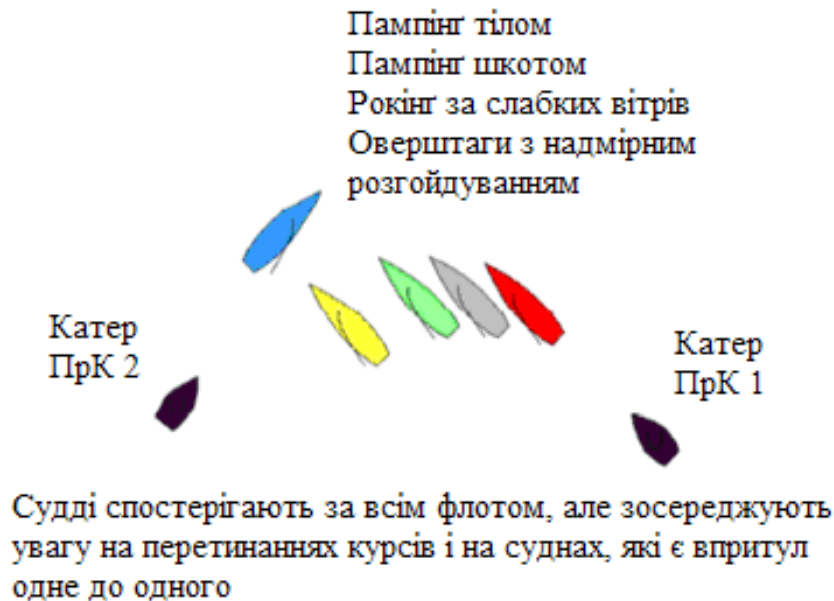 Пампінг тілом
Пампінг шкотом
Рокінг за слабких вітрів
Оверштаги з надмірним
розгойдуванням
Катер
ПрК 2
Катер
ПрК 1
Судді спостерігають за всім флотом, але зосереджують
увагу на перетинаннях курсів і на суднах, які є впритул
одне до одного